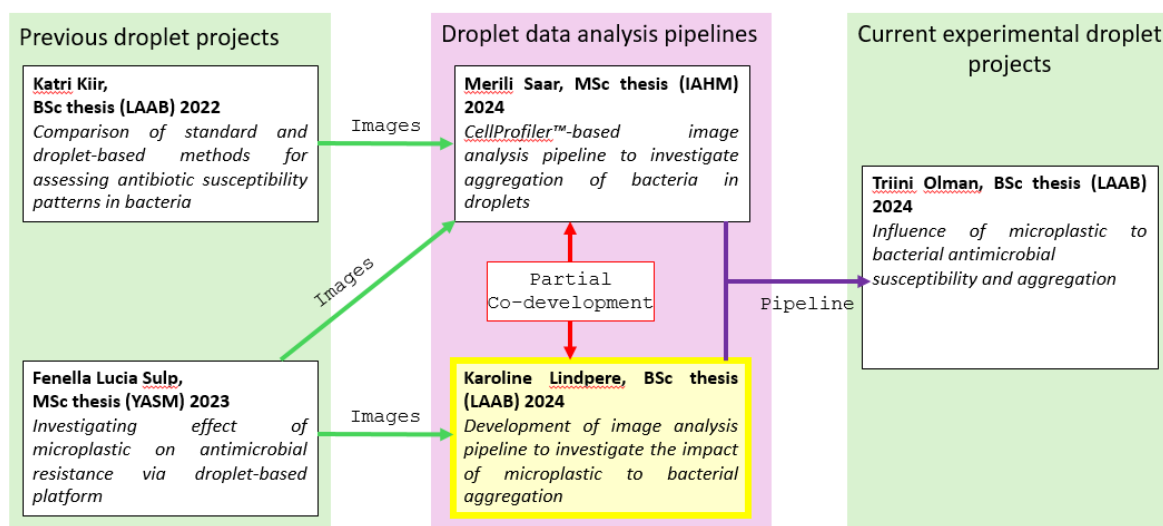 Previous droplet projects
Katri Kiir,
BSc thesis (LAAB) 2022
Comparison of standard and
droplet-based methods for
assessing antibiotic susceptibility
patterns in bacteria
Fenella Lucia Sulp,
MSc thesis (YASM) 2023
Investigating effect of
microplastic on antimicrobial
resistance via droplet-based
platform
Images
Images
Images
Droplet data analysis pipelines
Merili Saar, MSc thesis (IAHM)
2024
CellProfiler™-based image
analysis pipeline to investigate
aggregation of bacteria in
droplets
Partial
Co-development
Karoline Lindpere, BSc thesis
(LAAB) 2024
Development of image analysis
pipeline to investigate the impact
of microplastic to bacterial
aggregation
Pipeline
Current experimental droplet
projects
Triini Olman, BSc thesis (LAAB)
2024
Influence of microplastic to
bacterial antimicrobial
susceptibility and aggregation